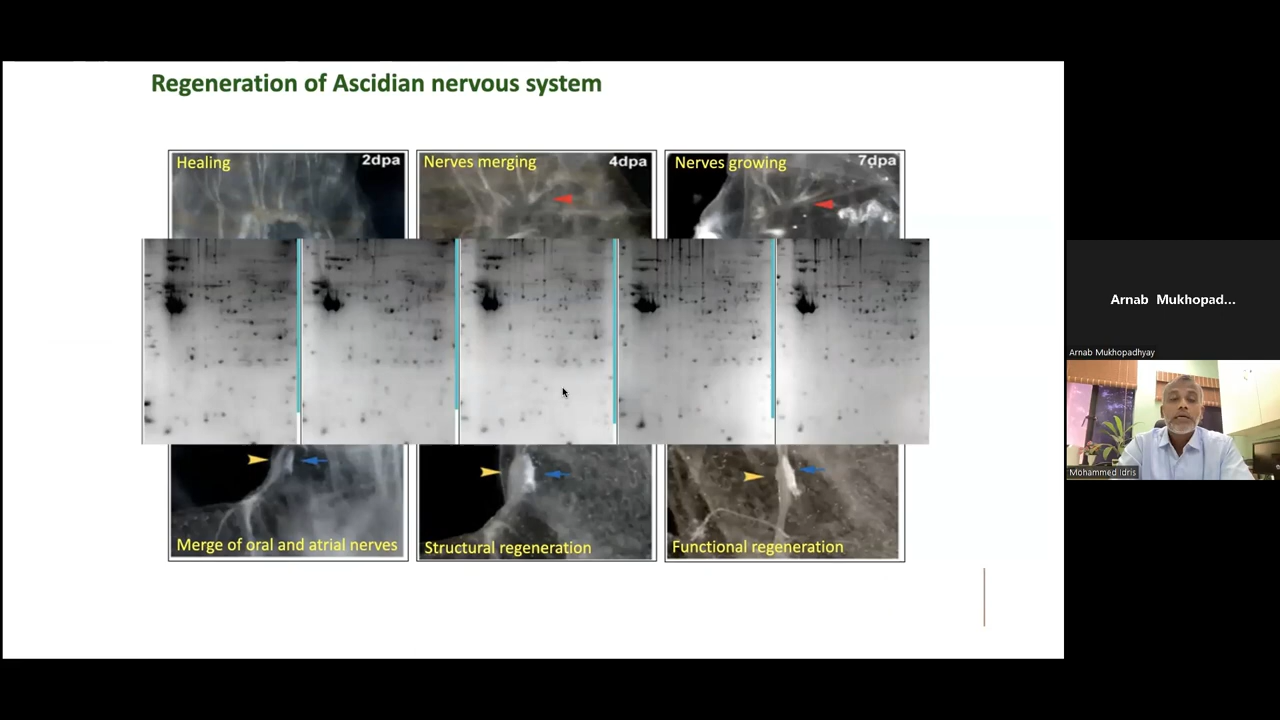 Regeneration of Ascidian nervous system
Healing
2dpa
Nerves merging
4dpa
Nerves growing
7dpa
Merge of oral and atrial nerves
Structural regeneration
Functional regeneration
Arnab Mukhopad...
Arnab Mukhopadhyay
Mohammed Idris